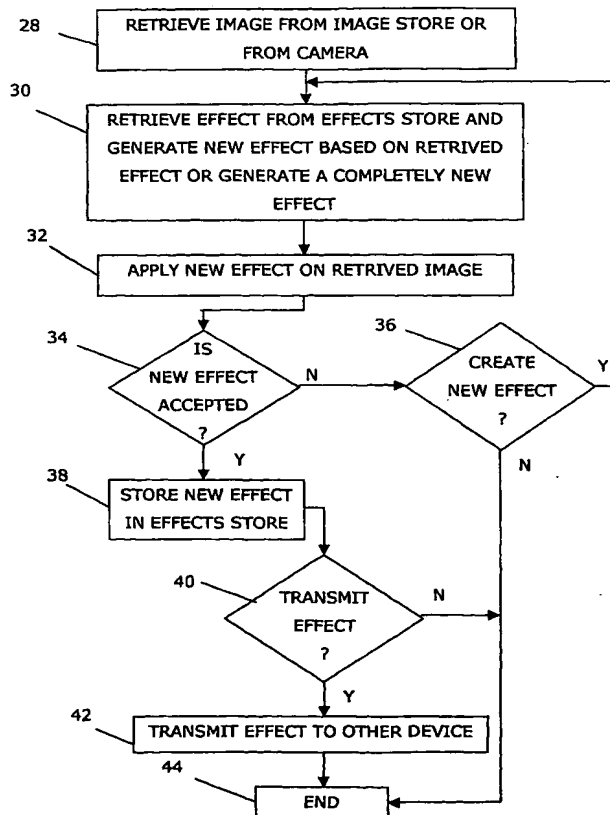 28
RETRIEVE IMAGE FROM IMAGE STORE OR
FROM CAMERA
30
RETRIEVE EFFECT FROM EFFECTS STORE AND
GENERATE NEW EFFECT BASED ON RETRIVED
EFFECT OR GENERATE A COMPLETELY NEW
EFFECT
32
APPLY NEW EFFECT ON RETRIVED IMAGE
34
IS
NEW EFFECT
ACCEPTED
?
N
36
CREATE
NEW EFFECT
?
Y
N
Y
38
STORE NEW EFFECT
IN EFFECTS STORE
40
TRANSMIT
EFFECT
?
N
Y
42
TRANSMIT EFFECT TO OTHER DEVICE
44
END